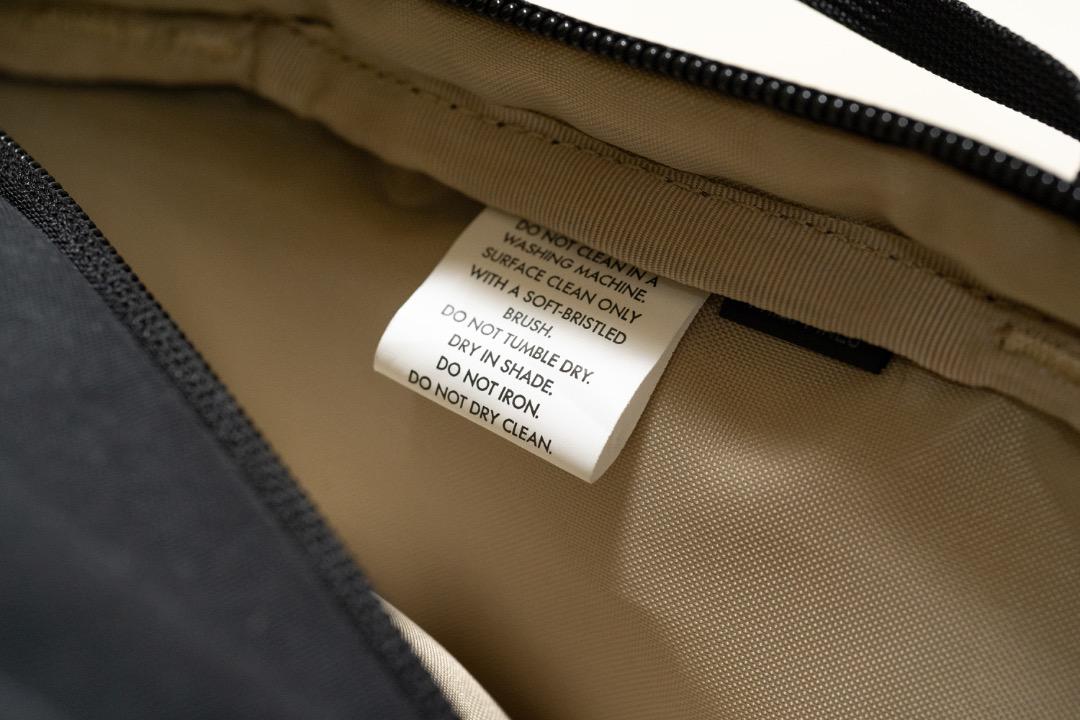 DO NOT CLEAN IN A
WASHING MACHINE.
SURFACE CLEAN ONLY
WITH A SOFT-BRISTLED
BRUSH.
DO NOT TUMBLE DRY.
DRY IN SHADE.
DO NOT IRON.
DO NOT DRY CLEAN.